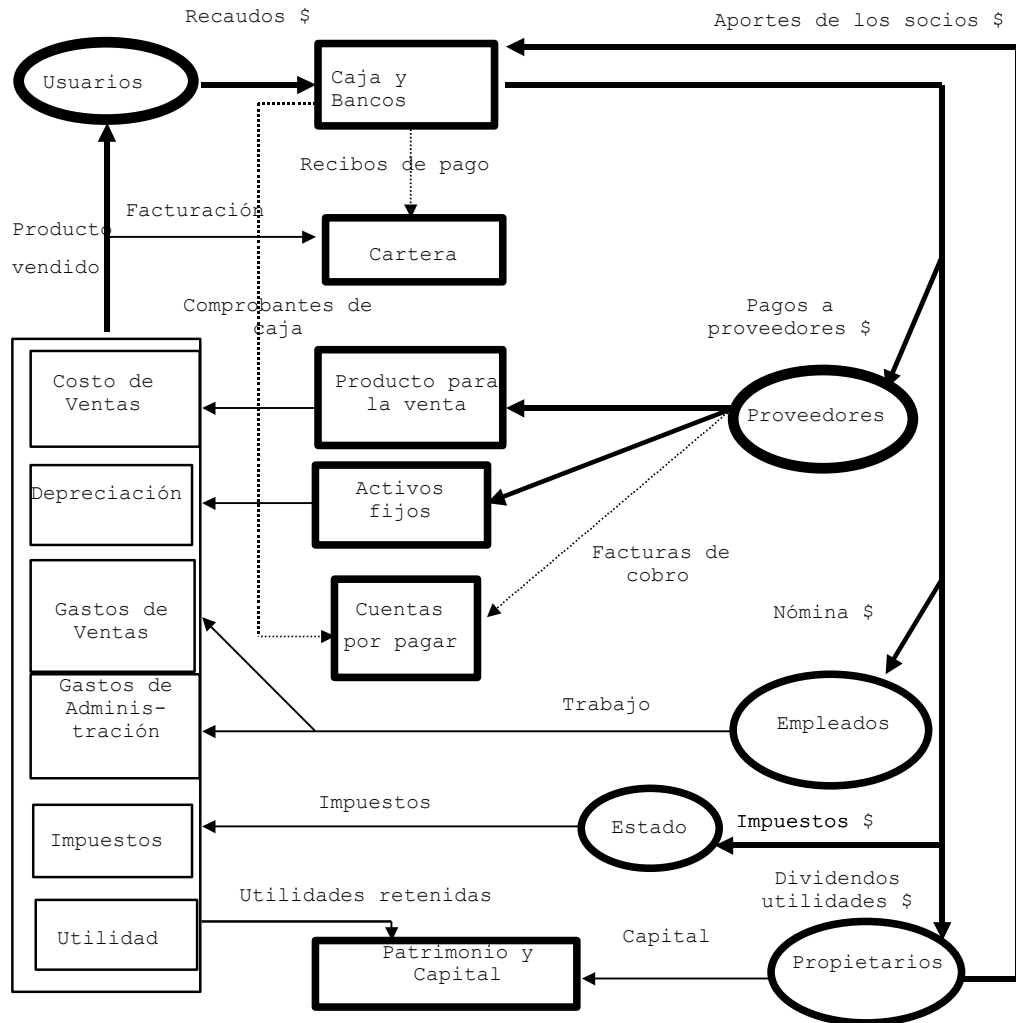 Recaudos $
Aportes de los socios $
Usuarios
Caja y
Bancos
Recibos de pago
Facturación
Producto
vendido
Cartera
Comprobantes de
caja
Pagos a
proveedores $
Costo de
Ventas
Producto para
la venta
Proveedores
Depreciación
Activos
fijos
Facturas de
cobro
Gastos de
Ventas
Cuentas
por pagar
Nómina $
Gastos de
Adminis-
tración
Trabajo
Empleados
Impuestos
Impuestos
Estado
Impuestos $
Dividendos
utilidades $
Utilidades retenidas
Utilidad
Patrimonio y
Capital
Capital
Propietarios